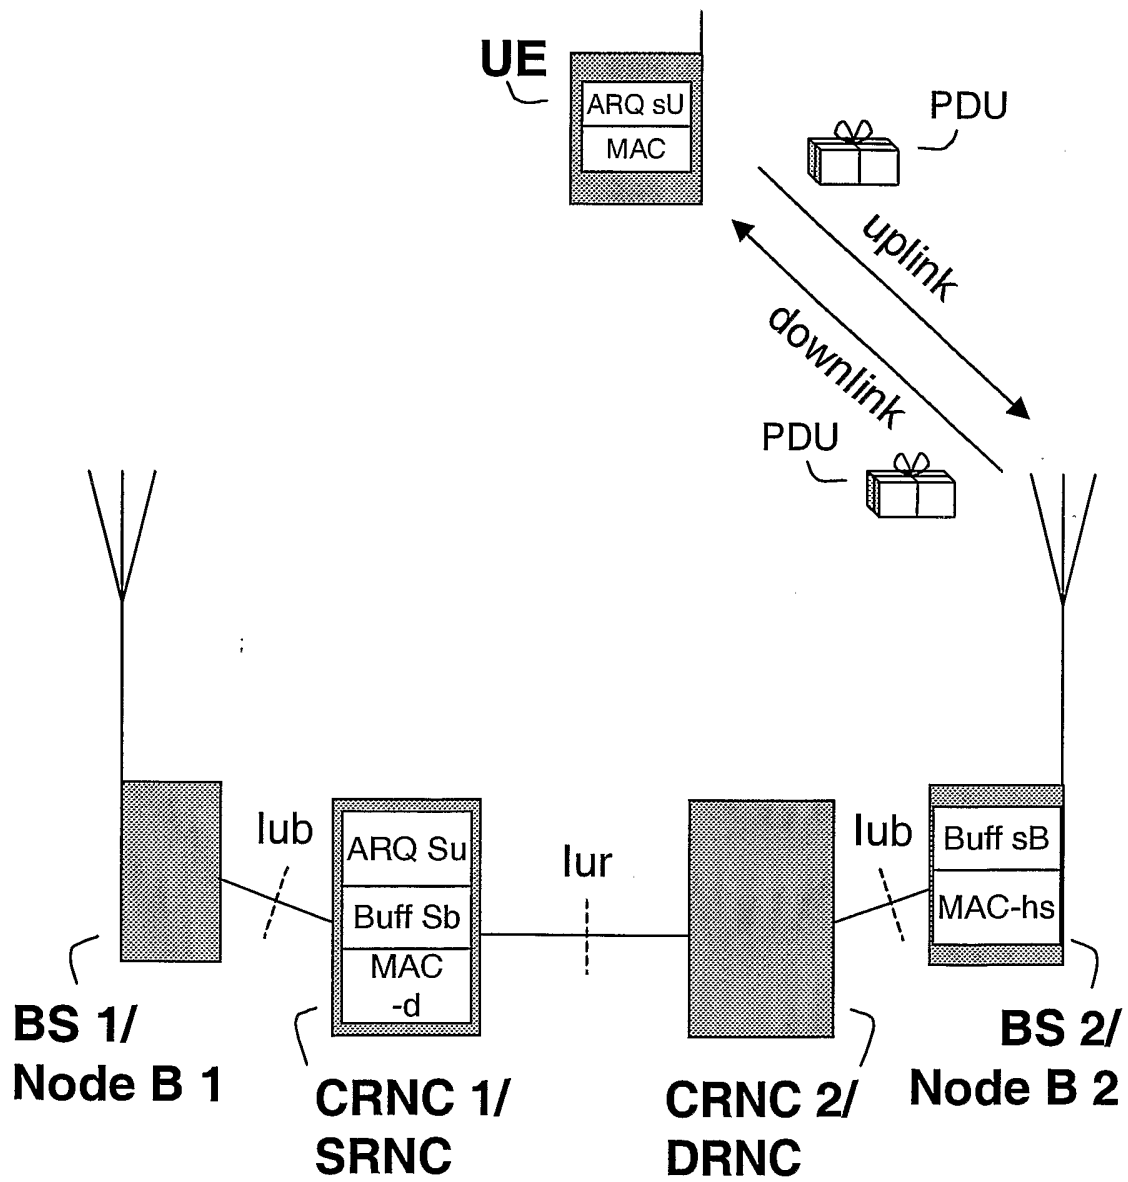 UE
ARQ sU
MAC
PDU
uplink
downlink
PDU
Iub
Iur
Iub
ARQ Su
Buff Sb
MAC
-d
Buff sB
MAC-hs
BS 1/
Node B 1
CRNC 1/
SRNC
CRNC 2/
DRNC
BS 2/
Node B 2